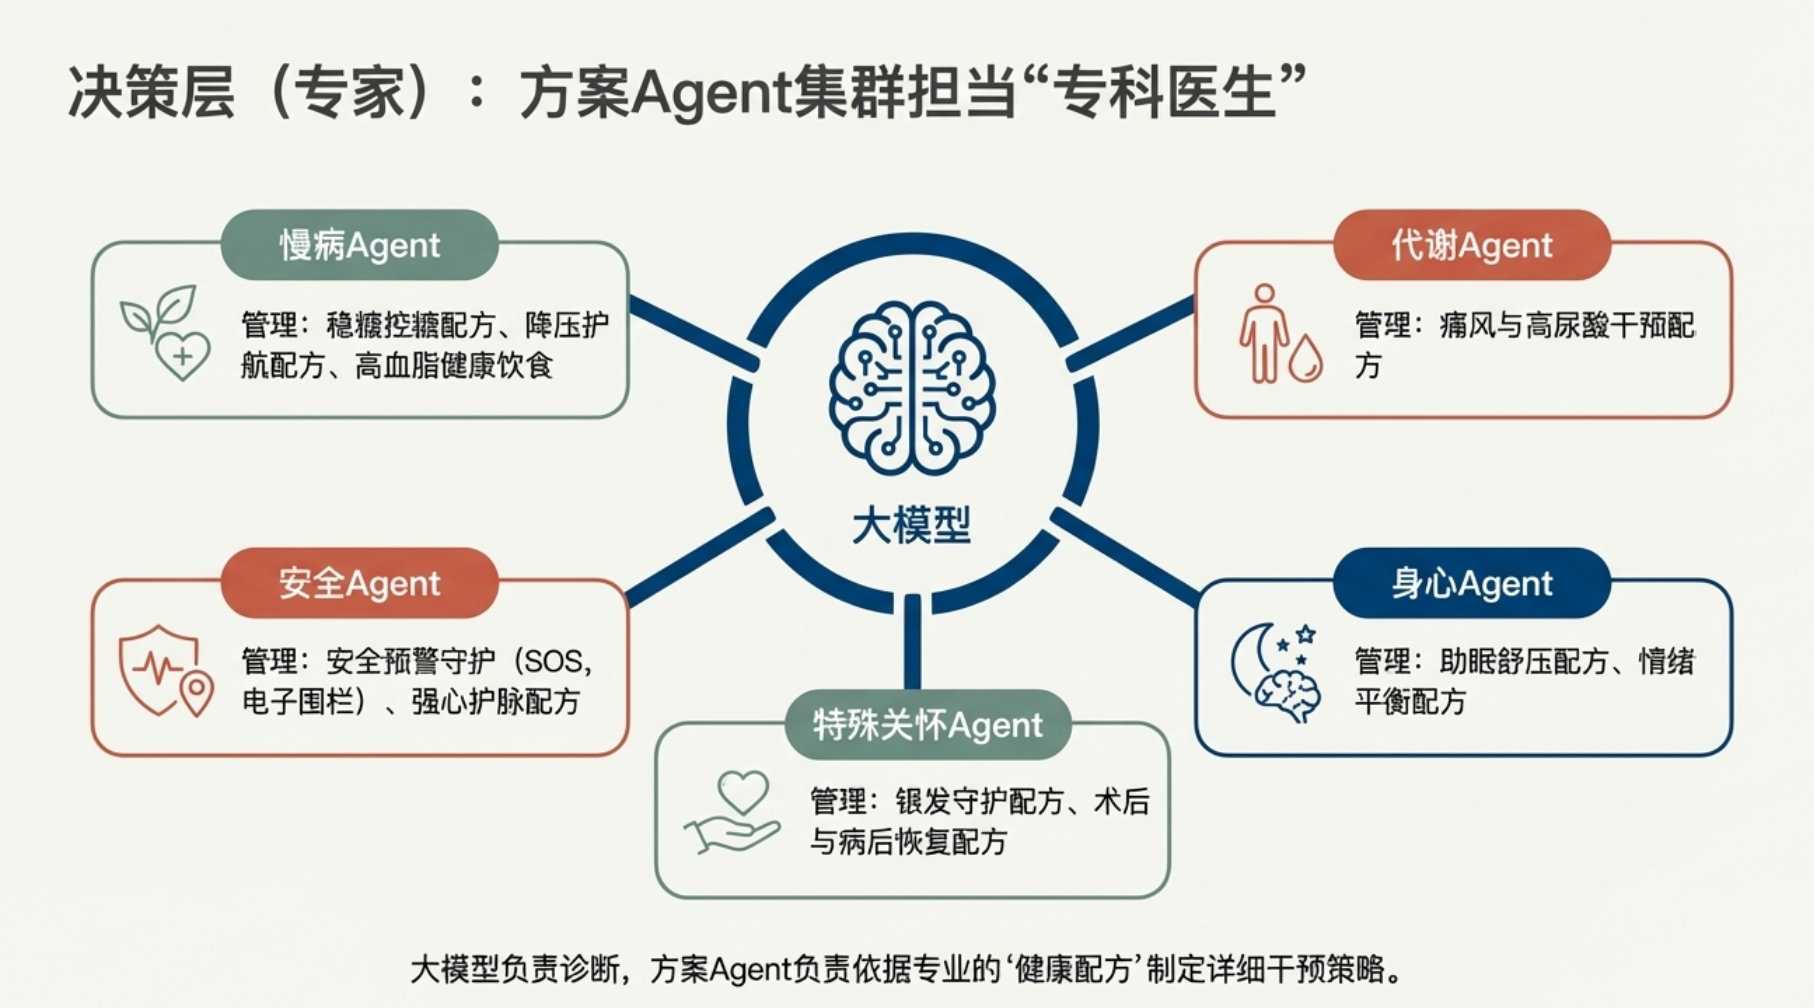 决策层（专家）：方案Agent集群担当“专科医生”
慢病Agent
管理：稳糖控糖配方、降压护
航配方、高血脂健康饮食
代谢Agent
管理：痛风与高尿酸干预配
方
大模型
安全Agent
管理：安全预警守护（SOS,
电子围栏）、强心护脉配方
身心Agent
管理：助眠舒压配方、情绪
平衡配方
特殊关怀Agent
管理：银发守护配方、术后
与病后恢复配方
大模型负责诊断，方案Agent负责依据专业的‘健康配方’制定详细干预策略。